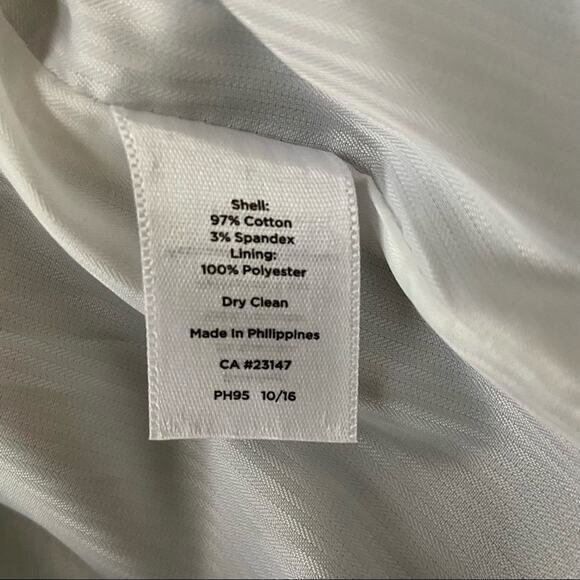 Shell:
97% Cotton
3% Spandex
Lining:
100% Polyester
Dry Clean
Made In Philippines
CA #23147
PH95 10/16